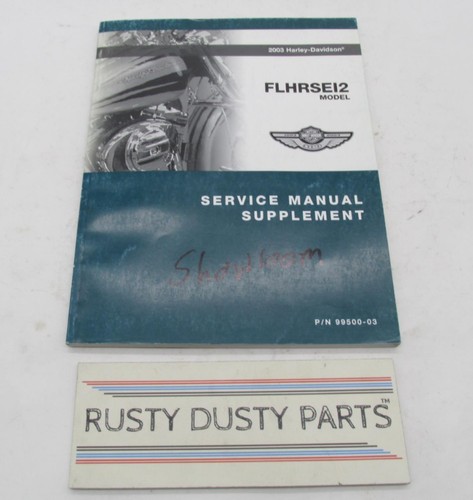 2003 Harley-Davidson®
FLHRSEI2
MODEL
SERVICE MANUAL
SUPPLEMENT
Showroom
P/N 99500-03
RUSTY DUSTY PARTS™